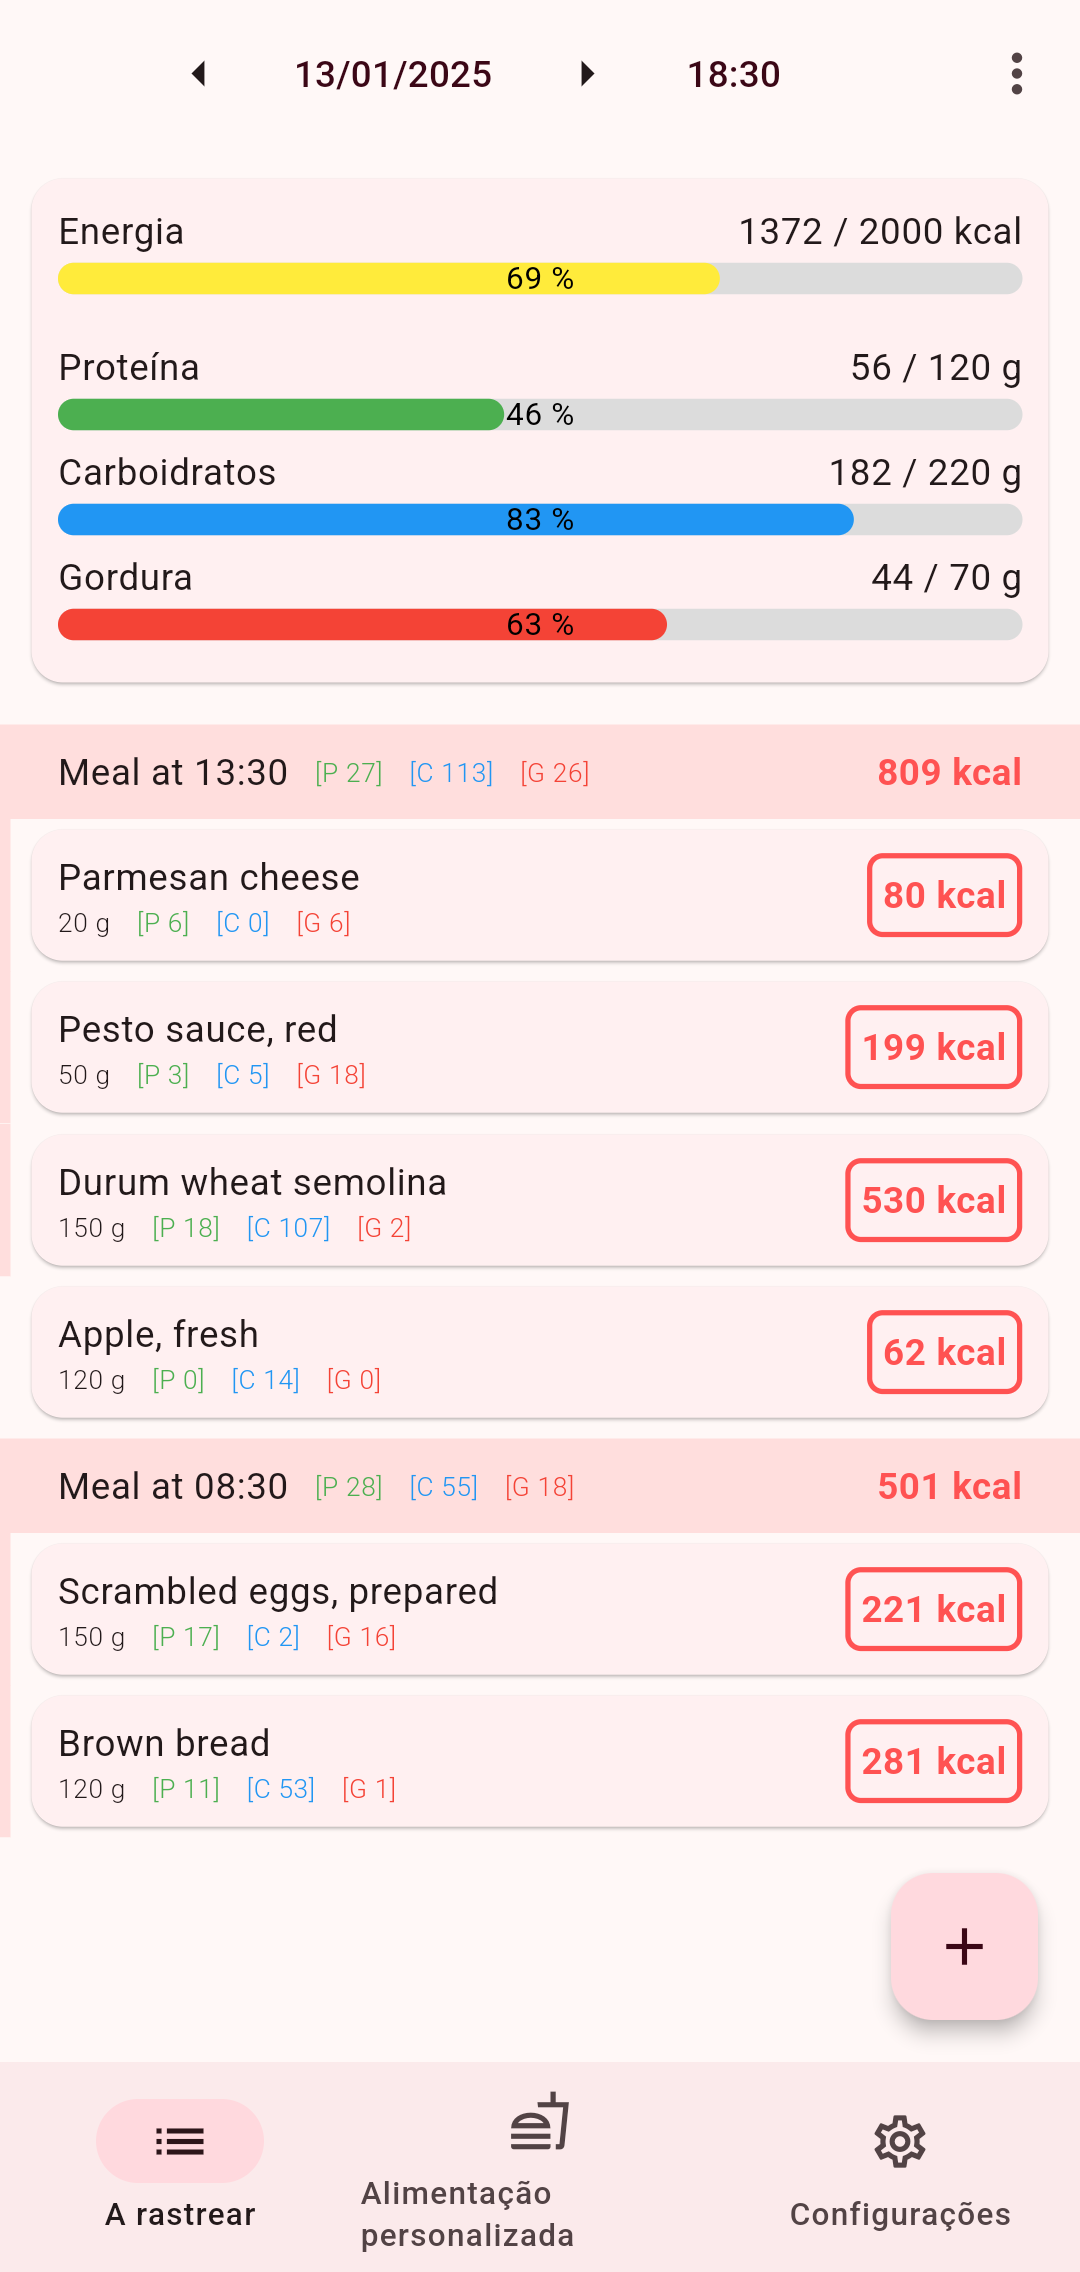 13/01/2025 18:30
Energia 1372 / 2000 kcal
69 %
Proteína 56 / 120 g
46 %
Carboidratos 182 / 220 g
83 %
Gordura 44 / 70 g
63 %
Meal at 13:30 [P 27] [C 113] [G 26] 809 kcal
Parmesan cheese
20 g [P 6] [C 0] [G 6]
80 kcal
Pesto sauce, red
50 g [P 3] [C 5] [G 18]
199 kcal
Durum wheat semolina
150 g [P 18] [C 107] [G 2]
530 kcal
Apple, fresh
120 g [P 0] [C 14] [G 0]
62 kcal
Meal at 08:30 [P 28] [C 55] [G 18] 501 kcal
Scrambled eggs, prepared
150 g [P 17] [C 2] [G 16]
221 kcal
Brown bread
120 g [P 11] [C 53] [G 1]
281 kcal
A rastrear
Alimentação
personalizada
Configurações